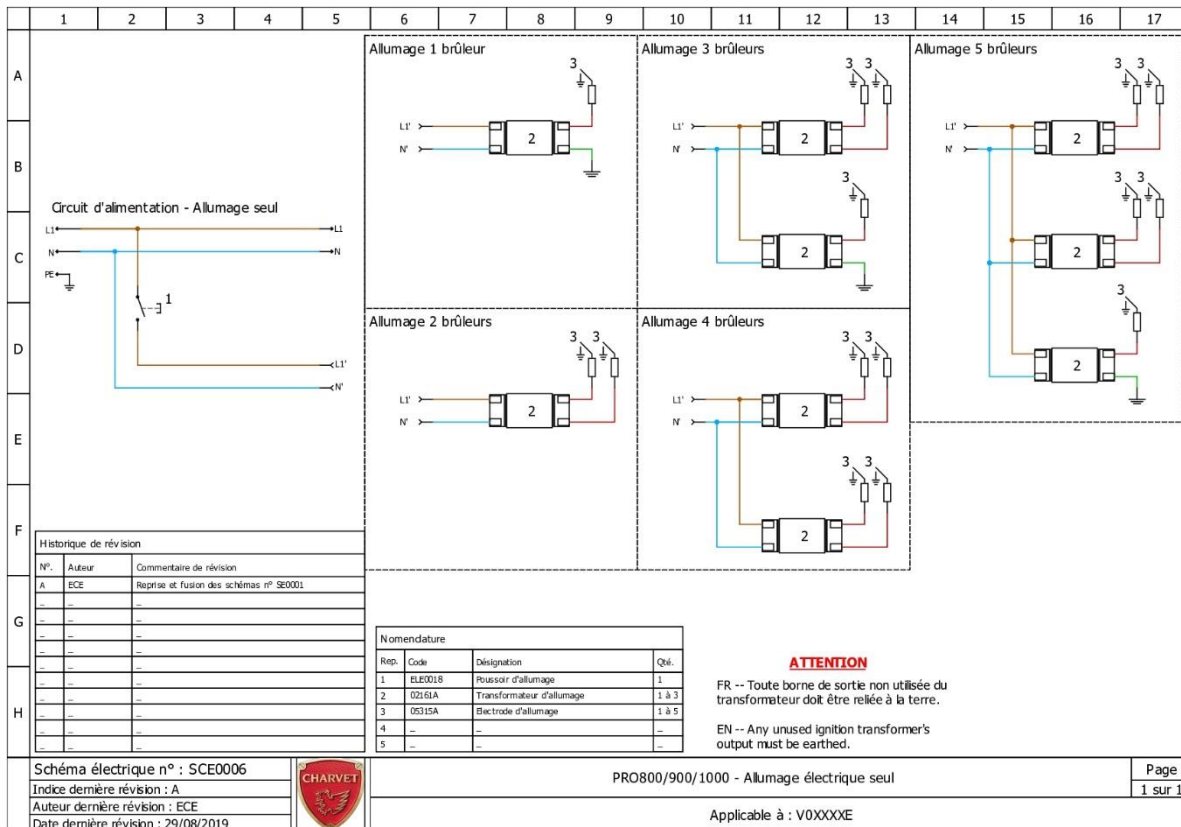 1 2 3 4 5 6 7 8 9 10 11 12 13 14 15 16 17
A
B
C
D
E
F
G
H
Circuit d'alimentation - Allumage seul
L1 L1
N N
PE
1
L1'
N'
Allumage 1 brûleur
3
L1'
N'
2
Allumage 2 brûleurs
3 3
L1'
N'
2
Allumage 3 brûleurs
3 3
L1'
N'
2
3
2
Allumage 4 brûleurs
3 3
L1'
N'
2
3 3
2
Allumage 5 brûleurs
3 3
L1'
N'
2
3 3
2
3
2
Historique de révision
N°. Auteur Commentaire de révision
A ECE Reprise et fusion des schémas n° SE0001
_ _ _
_ _ _
_ _ _
_ _ _
_ _ _
_ _ _
_ _ _
_ _ _
_ _ _
_ _ _
Nomenclature
Rep. Code Désignation Qté.
1 ELE0018 Poussoir d'allumage 1
2 02161A Transformateur d'allumage 1 à 3
3 05315A Electrode d'allumage 1 à 5
4 _ _ _
5 _ _ _
ATTENTION
FR -- Toute borne de sortie non utilisée du
transformateur doit être reliée à la terre.
EN -- Any unused ignition transformer's
output must be earthed.
Schéma électrique n° : SCE0006
Indice dernière révision : A
Auteur dernière révision : ECE
Date dernière révision : 29/08/2019
CHARVET
PRO800/900/1000 - Allumage électrique seul
Applicable à : V0XXXXE
Page
1 sur 1